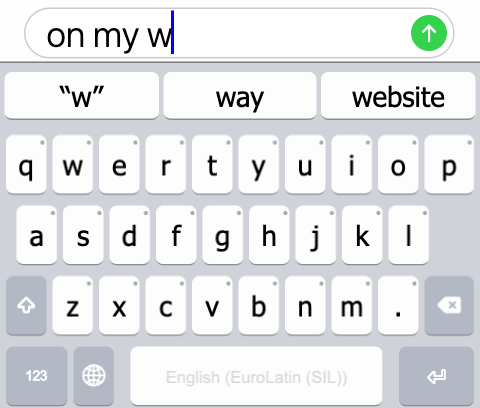 on my w
“w” way website
q w e r t y u i o p
a s d f g h j k l
z x c v b n m .
123 English (EuroLatin (SIL))